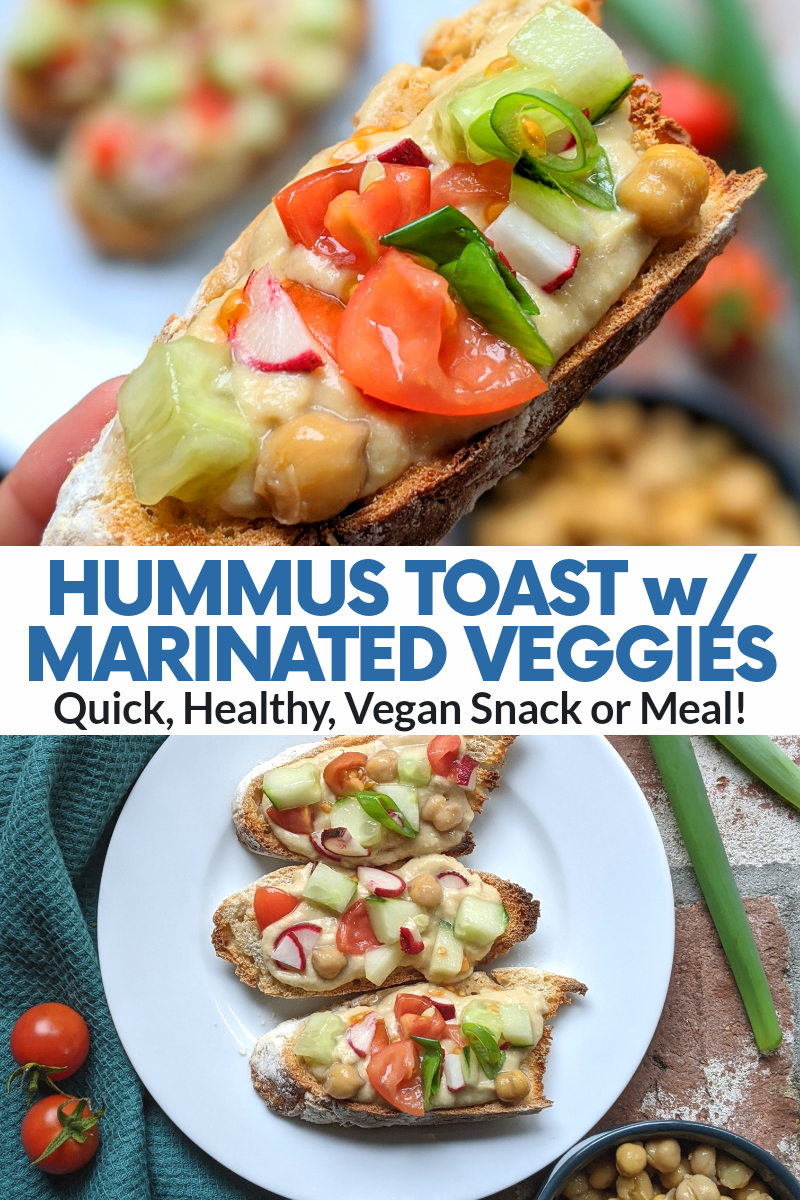 HUMMUS TOAST w/
MARINATED VEGGIES
Quick, Healthy, Vegan Snack or Meal!